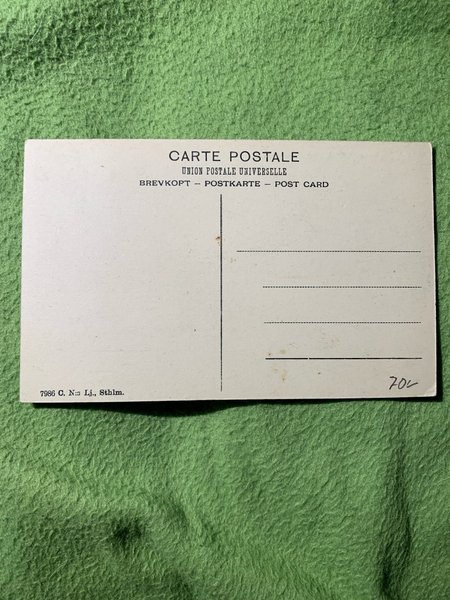 CARTE POSTALE
UNION POSTALE UNIVERSELLE
BREVKOPT – POSTKARTE – POST CARD
7986 C. N:s Lj., Sthlm.
70:-